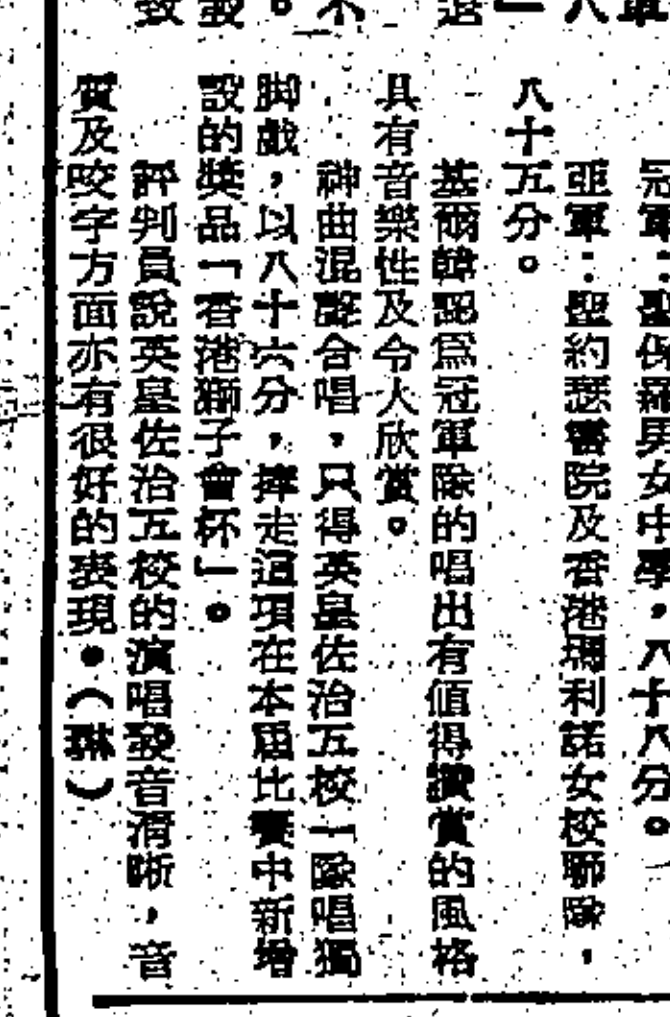 冠軍：聖保羅男女中學，八十八分。
亞軍：聖約瑟書院及香港瑪利諾女校聯隊，
八十五分。
基爾韓認爲冠軍隊的唱出有值得讚賞的風格
具有音樂性及令人欣賞。
神曲混聲合唱，只得英皇佐治五校一隊唱獨
脚戲，以八十六分，捧走這項在本屆比賽中新增
設的獎品「香港獅子會杯」。
評判員說英皇佐治五校的演唱發音清晰，音
質及咬字方面亦有很好的表現。（琳）